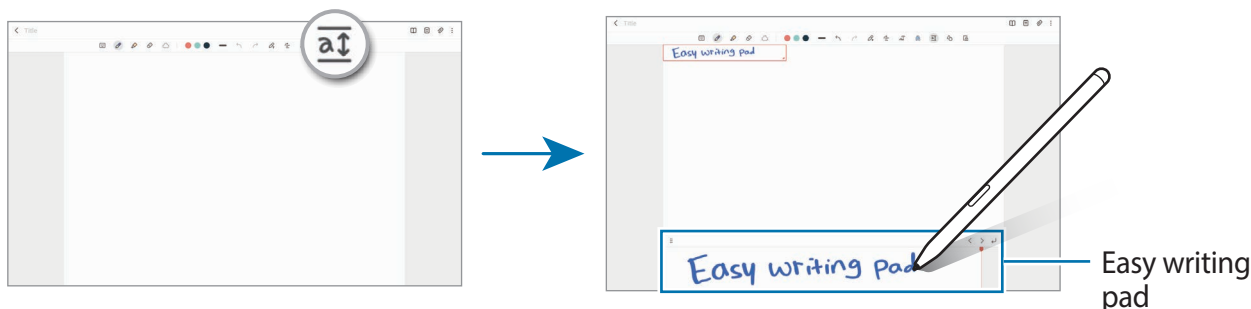 Title
a
Title
Easy writing pad
Easy writing pad
Easy writing
pad